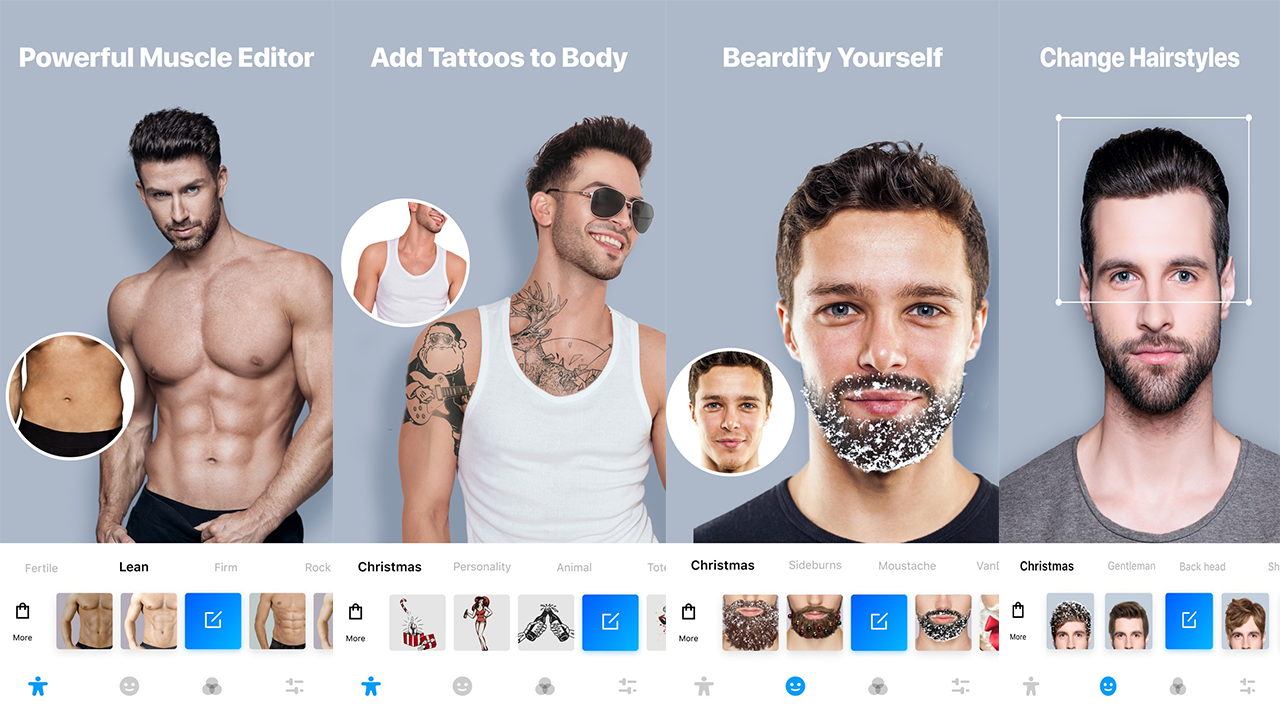 Powerful Muscle Editor
Add Tattoos to Body
Beardify Yourself
Change Hairstyles
Fertile
Lean
Firm
Rock
More
Christmas
Personality
Animal
Tote
More
Christmas
Sideburns
Moustache
VanD
More
Christmas
Gentleman
Back head
Sh
More